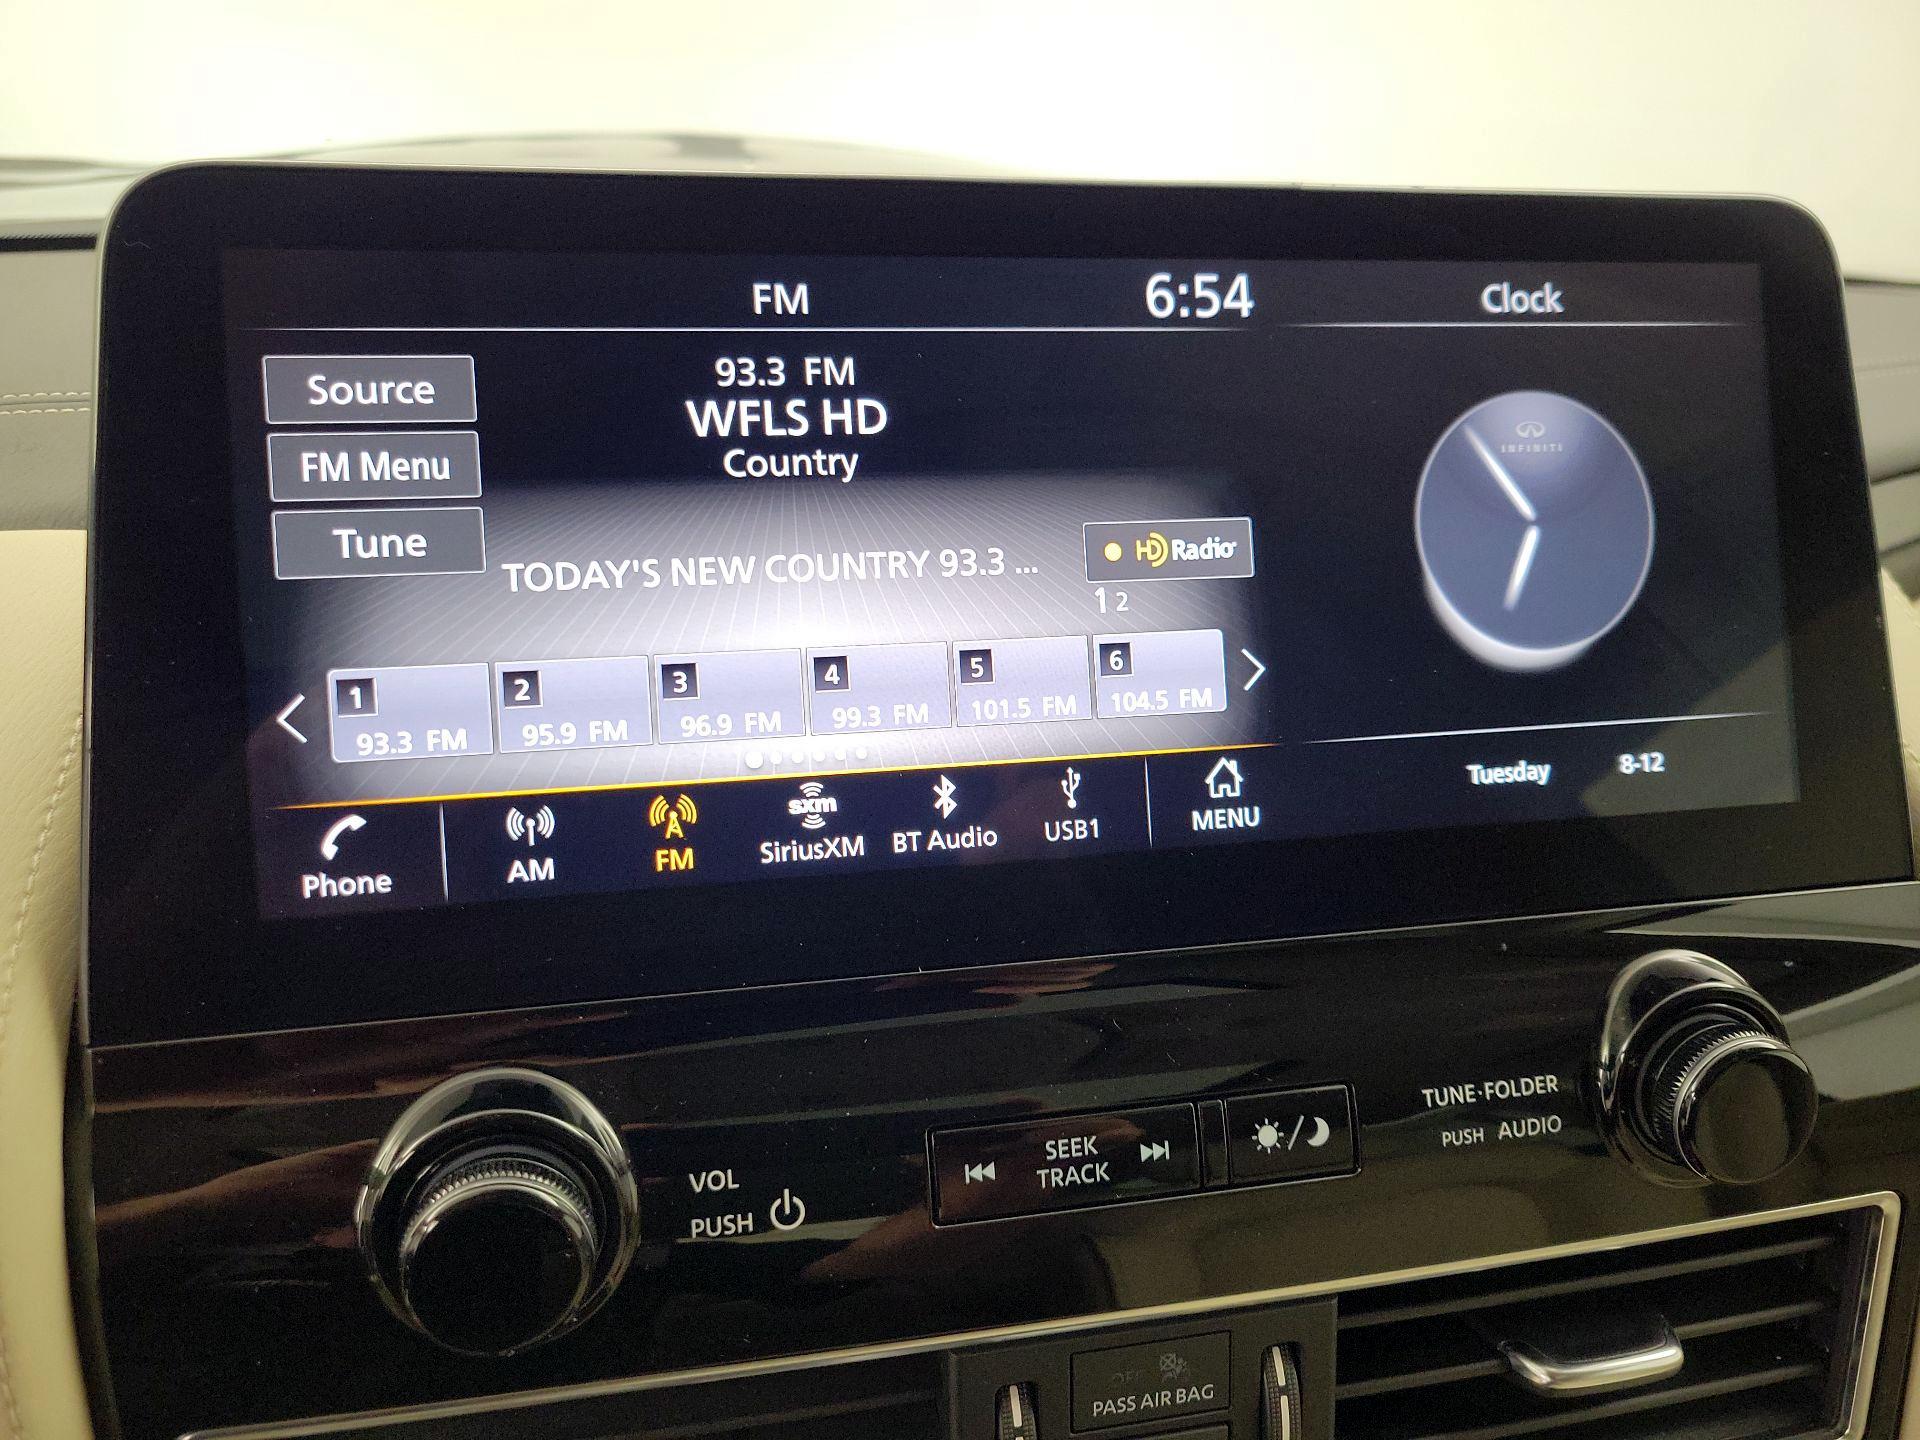 FM
6:54
Clock
Source
93.3 FM
WFLS HD
Country
FM Menu
Tune
INFINITI
TODAY'S NEW COUNTRY 93.3 ...
HD Radio
1 2
1
93.3 FM
2
95.9 FM
3
96.9 FM
4
99.3 FM
5
101.5 FM
6
104.5 FM
Phone
AM
FM
sxm
SiriusXM
BT Audio
USB1
MENU
Tuesday 8-12
VOL
PUSH
SEEK
TRACK
TUNE·FOLDER
PUSH AUDIO
OFF
PASS AIR BAG